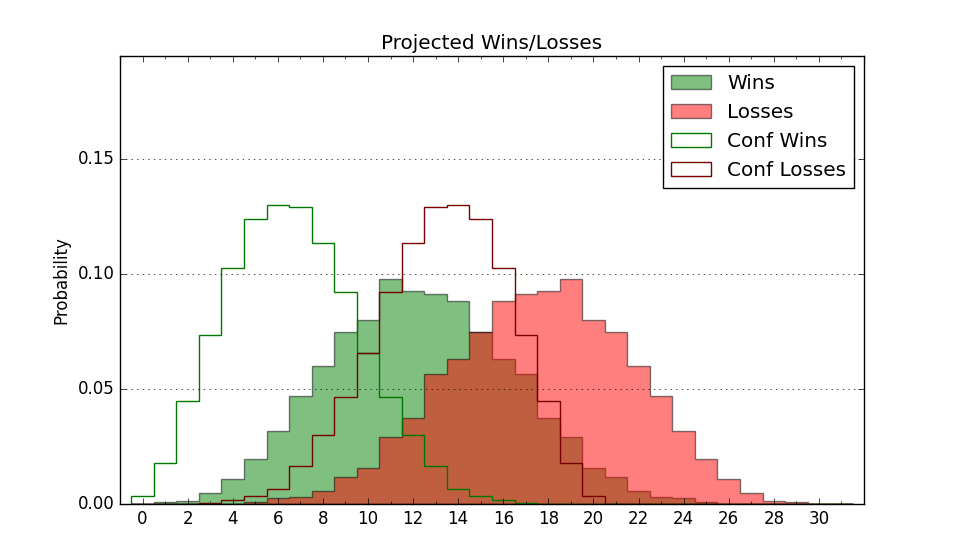 Projected Wins/Losses
Wins
Losses
Conf Wins
Conf Losses
Probability
0.15
0.10
0.05
0.00
0 2 4 6 8 10 12 14 16 18 20 22 24 26 28 30